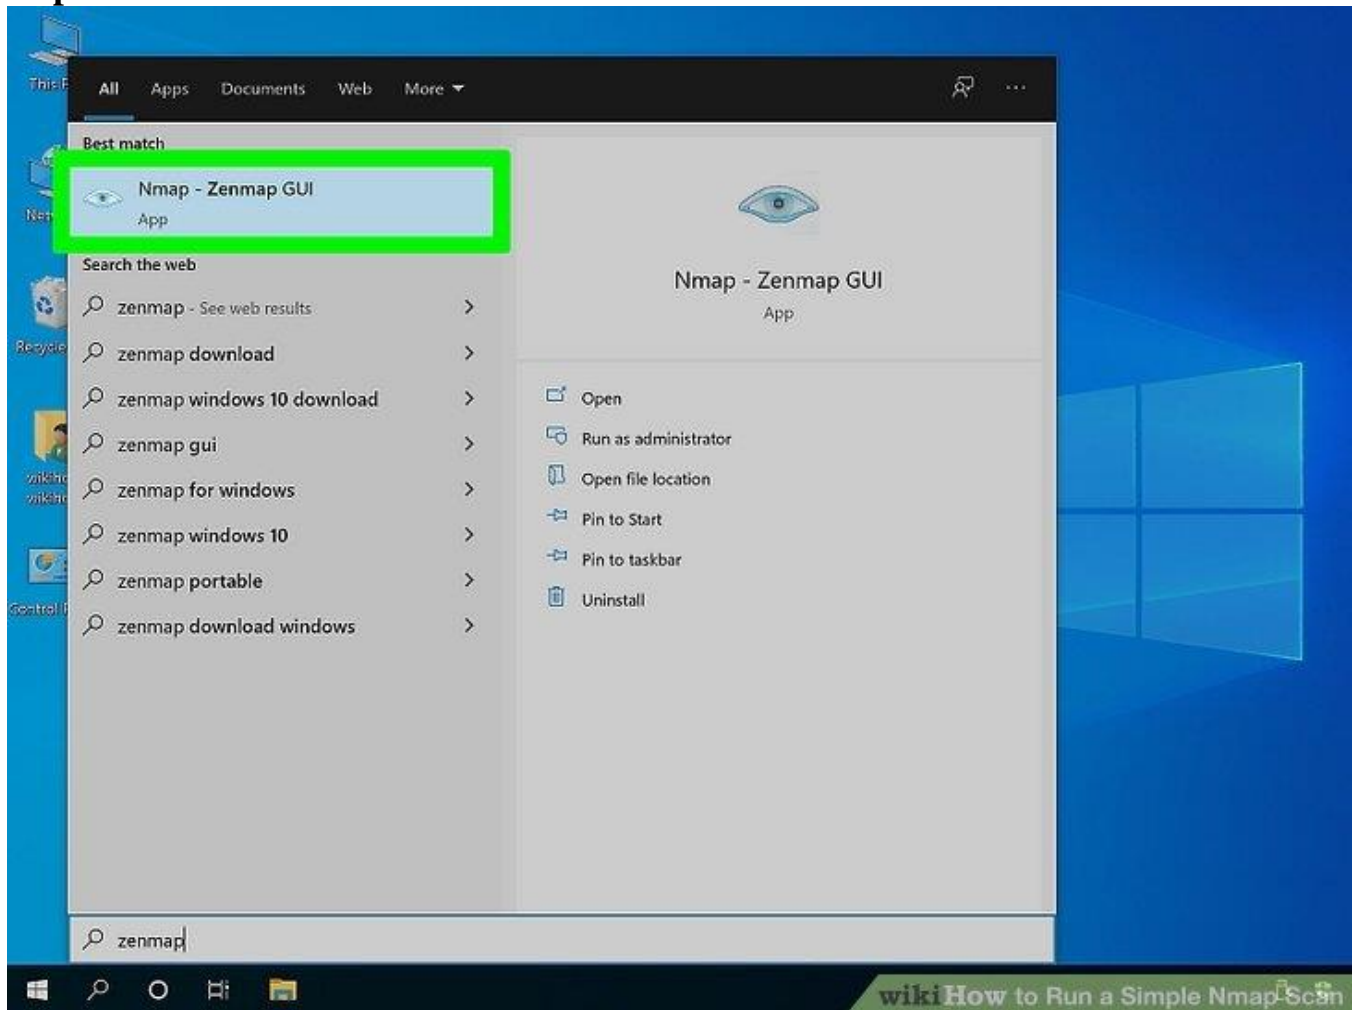 This P
All Apps Documents Web More
Best match
Nmap - Zenmap GUI
App
Search the web
zenmap - See web results
zenmap download
zenmap windows 10 download
zenmap gui
zenmap for windows
zenmap windows 10
zenmap portable
zenmap download windows
Nmap - Zenmap GUI
App
Open
Run as administrator
Open file location
Pin to Start
Pin to taskbar
Uninstall
Recycle
Control P
zenmap
wikiHow to Run a Simple Nmap Scan